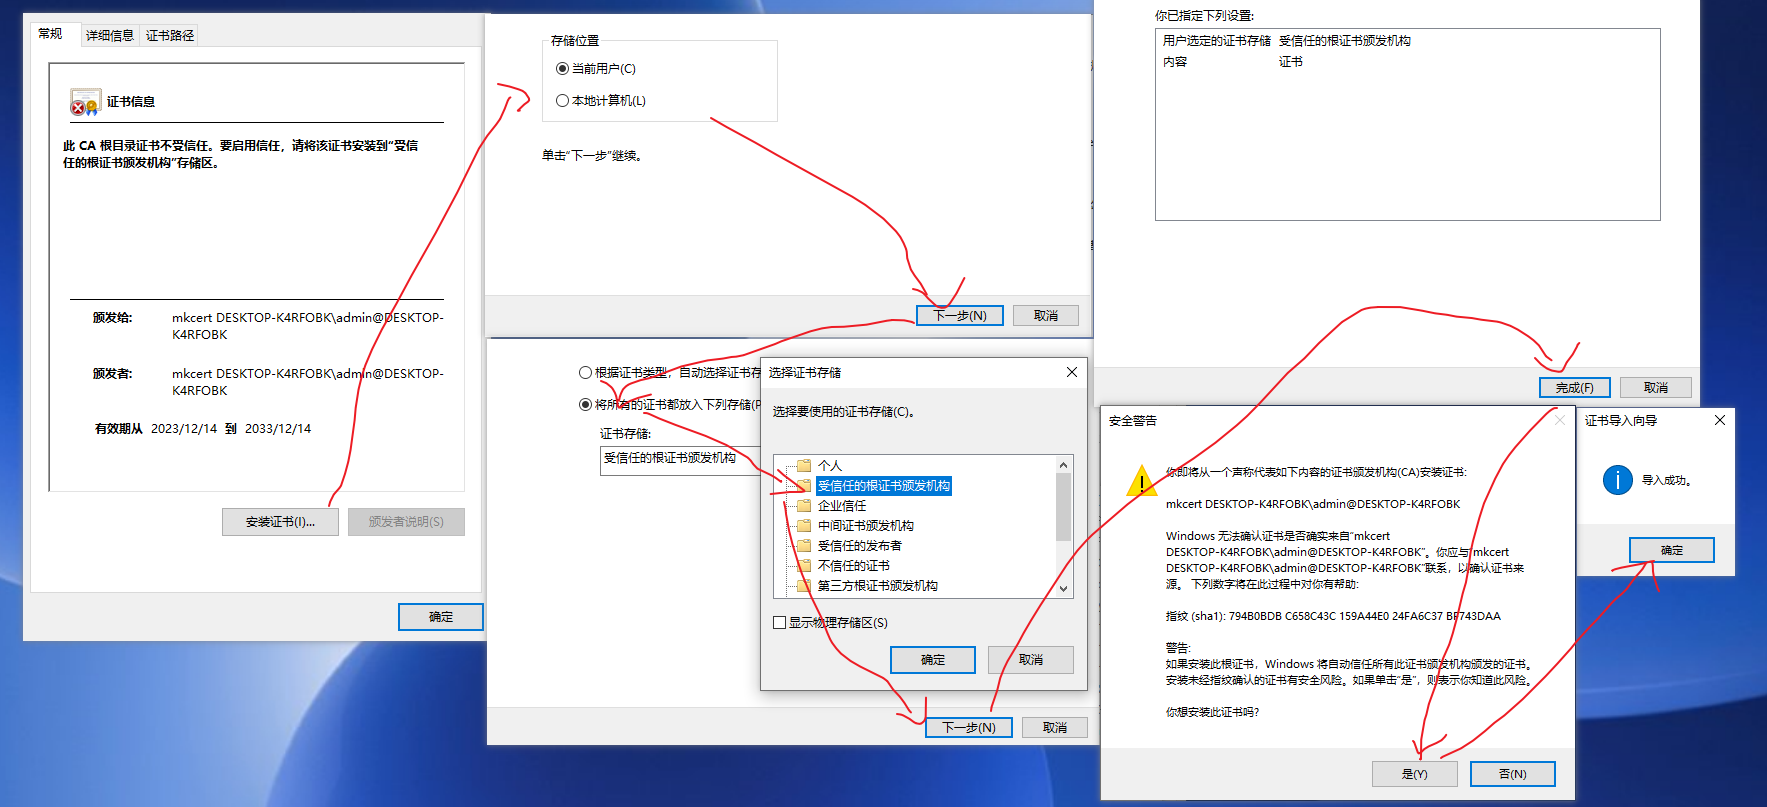 常规
详细信息
证书路径
证书信息
此 CA 根目录证书不受信任。要启用信任，请将该证书安装到“受信
任的根证书颁发机构”存储区。
颁发给:
mkcert DESKTOP-K4RFOBK\admin@DESKTOP-
K4RFOBK
颁发者:
mkcert DESKTOP-K4RFOBK\admin@DESKTOP-
K4RFOBK
有效期从 2023/12/14 到 2033/12/14
安装证书(I)...
颁发者说明(S)
确定
存储位置
当前用户(C)
本地计算机(L)
单击“下一步”继续。
下一步(N)
取消
根据证书类型，自动选择证书存
将所有的证书都放入下列存储(P
证书存储:
受信任的根证书颁发机构
选择证书存储
选择要使用的证书存储(C)。
个人
受信任的根证书颁发机构
企业信任
中间证书颁发机构
受信任的发布者
不信任的证书
第三方根证书颁发机构
显示物理存储区(S)
确定
取消
下一步(N)
取消
你已指定下列设置:
用户选定的证书存储 受信任的根证书颁发机构
内容 证书
完成(F)
取消
安全警告
你即将从一个声称代表如下内容的证书颁发机构(CA)安装证书:
mkcert DESKTOP-K4RFOBK\admin@DESKTOP-K4RFOBK
Windows 无法确认证书是否确实来自“mkcert
DESKTOP-K4RFOBK\admin@DESKTOP-K4RFOBK”。你应与“mkcert
DESKTOP-K4RFOBK\admin@DESKTOP-K4RFOBK”联系，以确认证书来
源。 下列数字将在此过程中对你有帮助:
指纹 (sha1): 794B0BDB C658C43C 159A44E0 24FA6C37 BF743DAA
警告:
如果安装此根证书，Windows 将自动信任所有此证书颁发机构颁发的证书。
安装未经指纹确认的证书有安全风险。如果单击“是”，则表示你知道此风险。
你想安装此证书吗?
是(Y)
否(N)
证书导入向导
导入成功。
确定